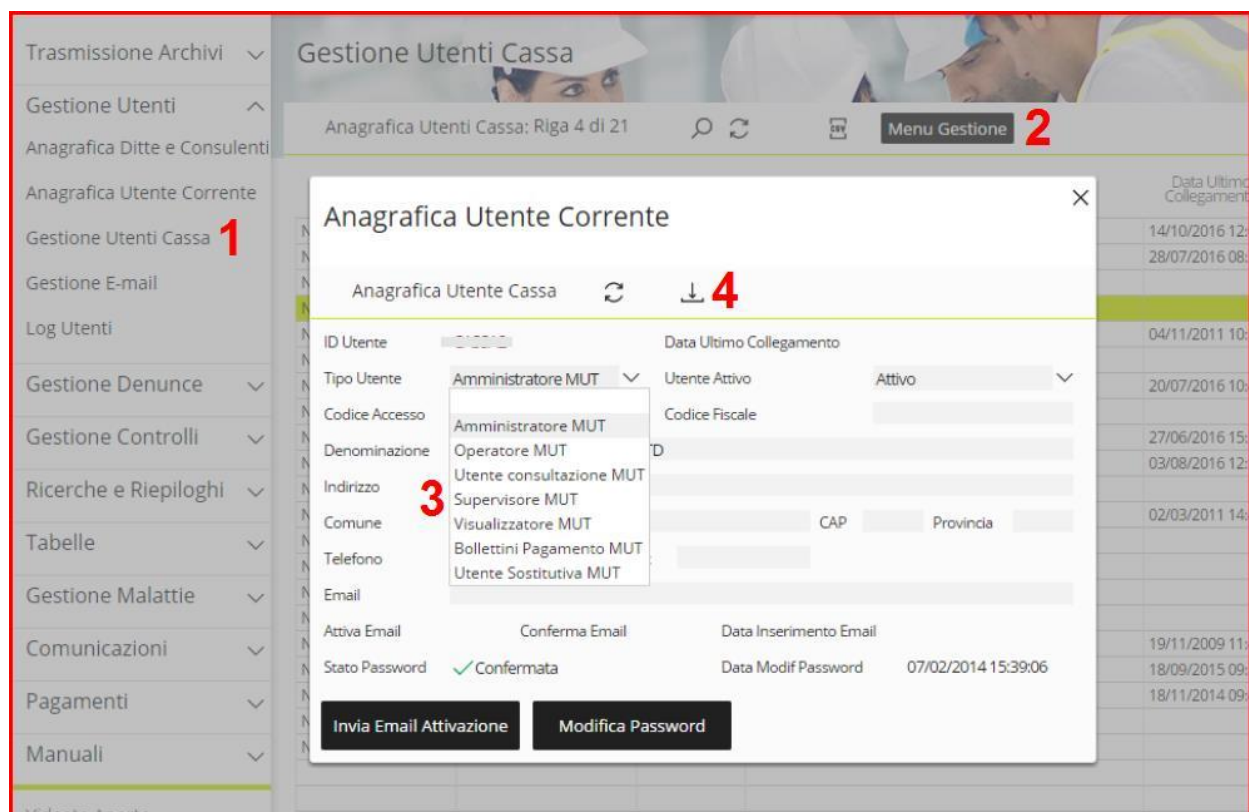 Trasmissione Archivi
Gestione Utenti
Anagrafica Ditte e Consulenti
Anagrafica Utente Corrente
Gestione Utenti Cassa 1
Gestione E-mail
Log Utenti
Gestione Denunce
Gestione Controlli
Ricerche e Riepiloghi
Tabelle
Gestione Malattie
Comunicazioni
Pagamenti
Manuali
Gestione Utenti Cassa
Anagrafica Utenti Cassa: Riga 4 di 21 CSV Menu Gestione 2
Data Ultimo
Collegament
14/10/2016 12:
28/07/2016 08:
04/11/2011 10:
20/07/2016 10:
27/06/2016 15:
03/08/2016 12:
02/03/2011 14:
19/11/2009 11:
18/09/2015 09:
18/11/2014 09:
Anagrafica Utente Corrente
Anagrafica Utente Cassa 4
ID Utente Data Ultimo Collegamento
Tipo Utente Amministratore MUT Utente Attivo Attivo
Codice Accesso Codice Fiscale
Denominazione
Indirizzo
Comune CAP Provincia
Telefono
Email
3
Amministratore MUT
Operatore MUT
Utente consultazione MUT
Supervisore MUT
Visualizzatore MUT
Bollettini Pagamento MUT
Utente Sostitutiva MUT
Attiva Email Conferma Email Data Inserimento Email
Stato Password Confermata Data Modif Password 07/02/2014 15:39:06
Invia Email Attivazione Modifica Password